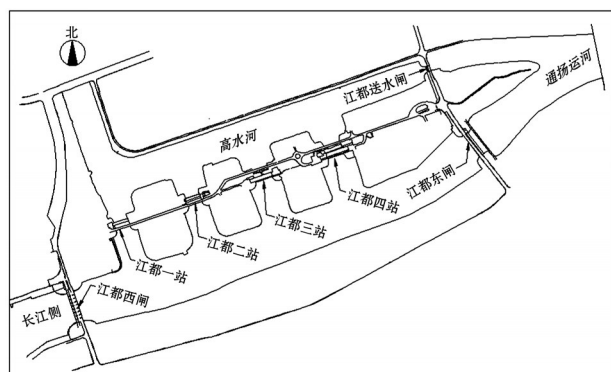 北
通扬运河
江都送水闸
高水河
江都东闸
江都四站
江都三站
江都二站
江都一站
江都西闸
长江侧